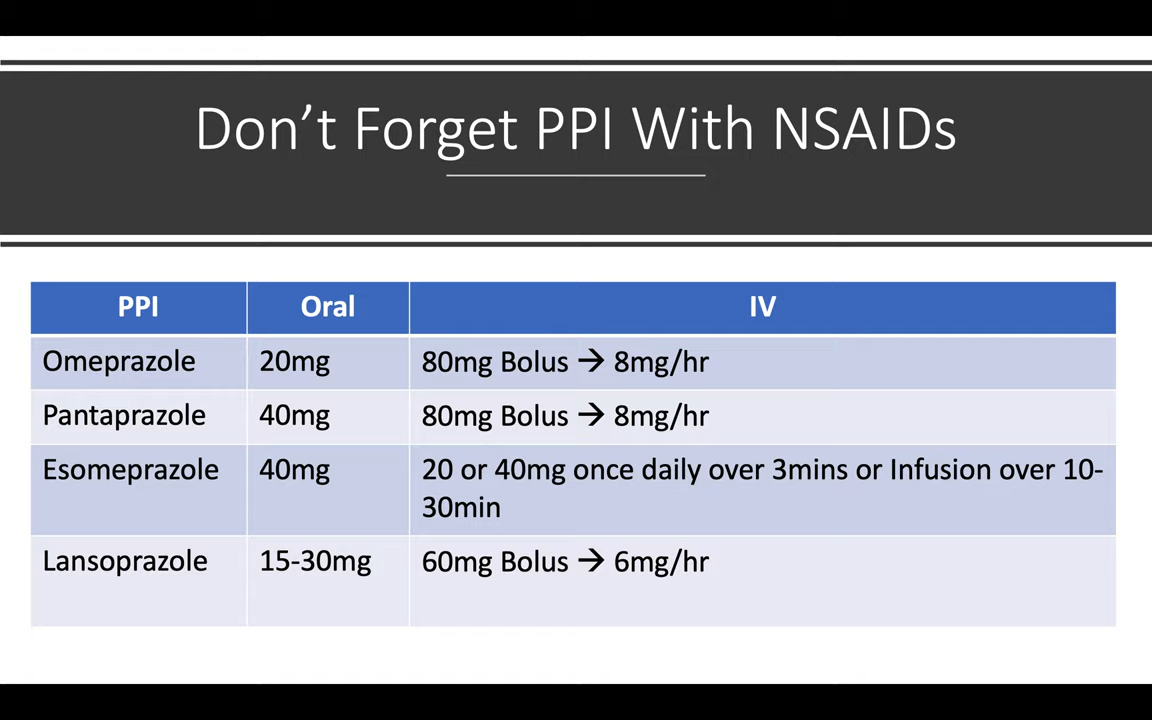 Don’t Forget PPI With NSAIDs
PPI Oral IV
Omeprazole 20mg 80mg Bolus → 8mg/hr
Pantaprazole 40mg 80mg Bolus → 8mg/hr
Esomeprazole 40mg 20 or 40mg once daily over 3mins or Infusion over 10-
30min
Lansoprazole 15-30mg 60mg Bolus → 6mg/hr